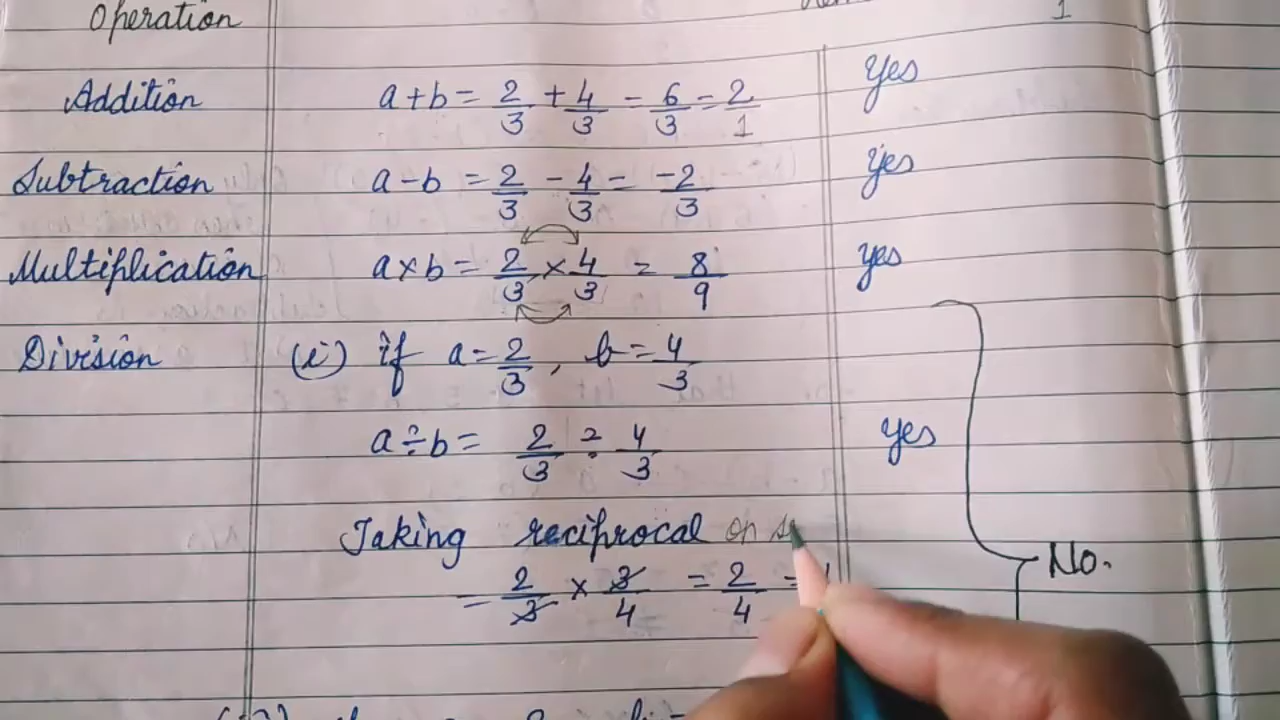 Operation
1
Addition a+b = 2/3 + 4/3 = 6/3 = 2/1 Yes
Subtraction a-b = 2/3 - 4/3 = -2/3 Yes
Multiplication a×b = 2/3 × 4/3 = 8/9 Yes
Division (i) if a = 2/3, b = 4/3
a÷b = 2/3 ÷ 4/3 Yes
Taking reciprocal on
= 2/3 × 3/4 = 2/4 =
No.